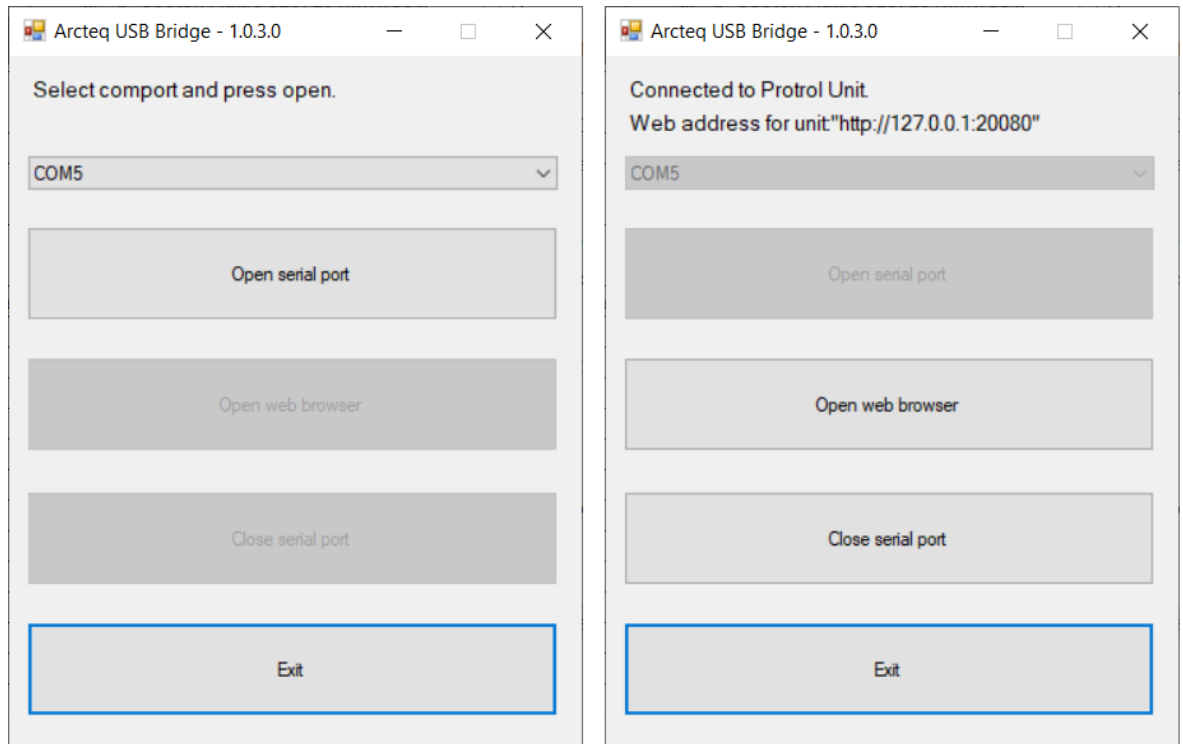 Arcteq USB Bridge - 1.0.3.0
Select comport and press open.
COM5
Open serial port
Open web browser
Close serial port
Exit
Arcteq USB Bridge - 1.0.3.0
Connected to Protrol Unit.
Web address for unit:"http://127.0.0.1:20080"
COM5
Open serial port
Open web browser
Close serial port
Exit